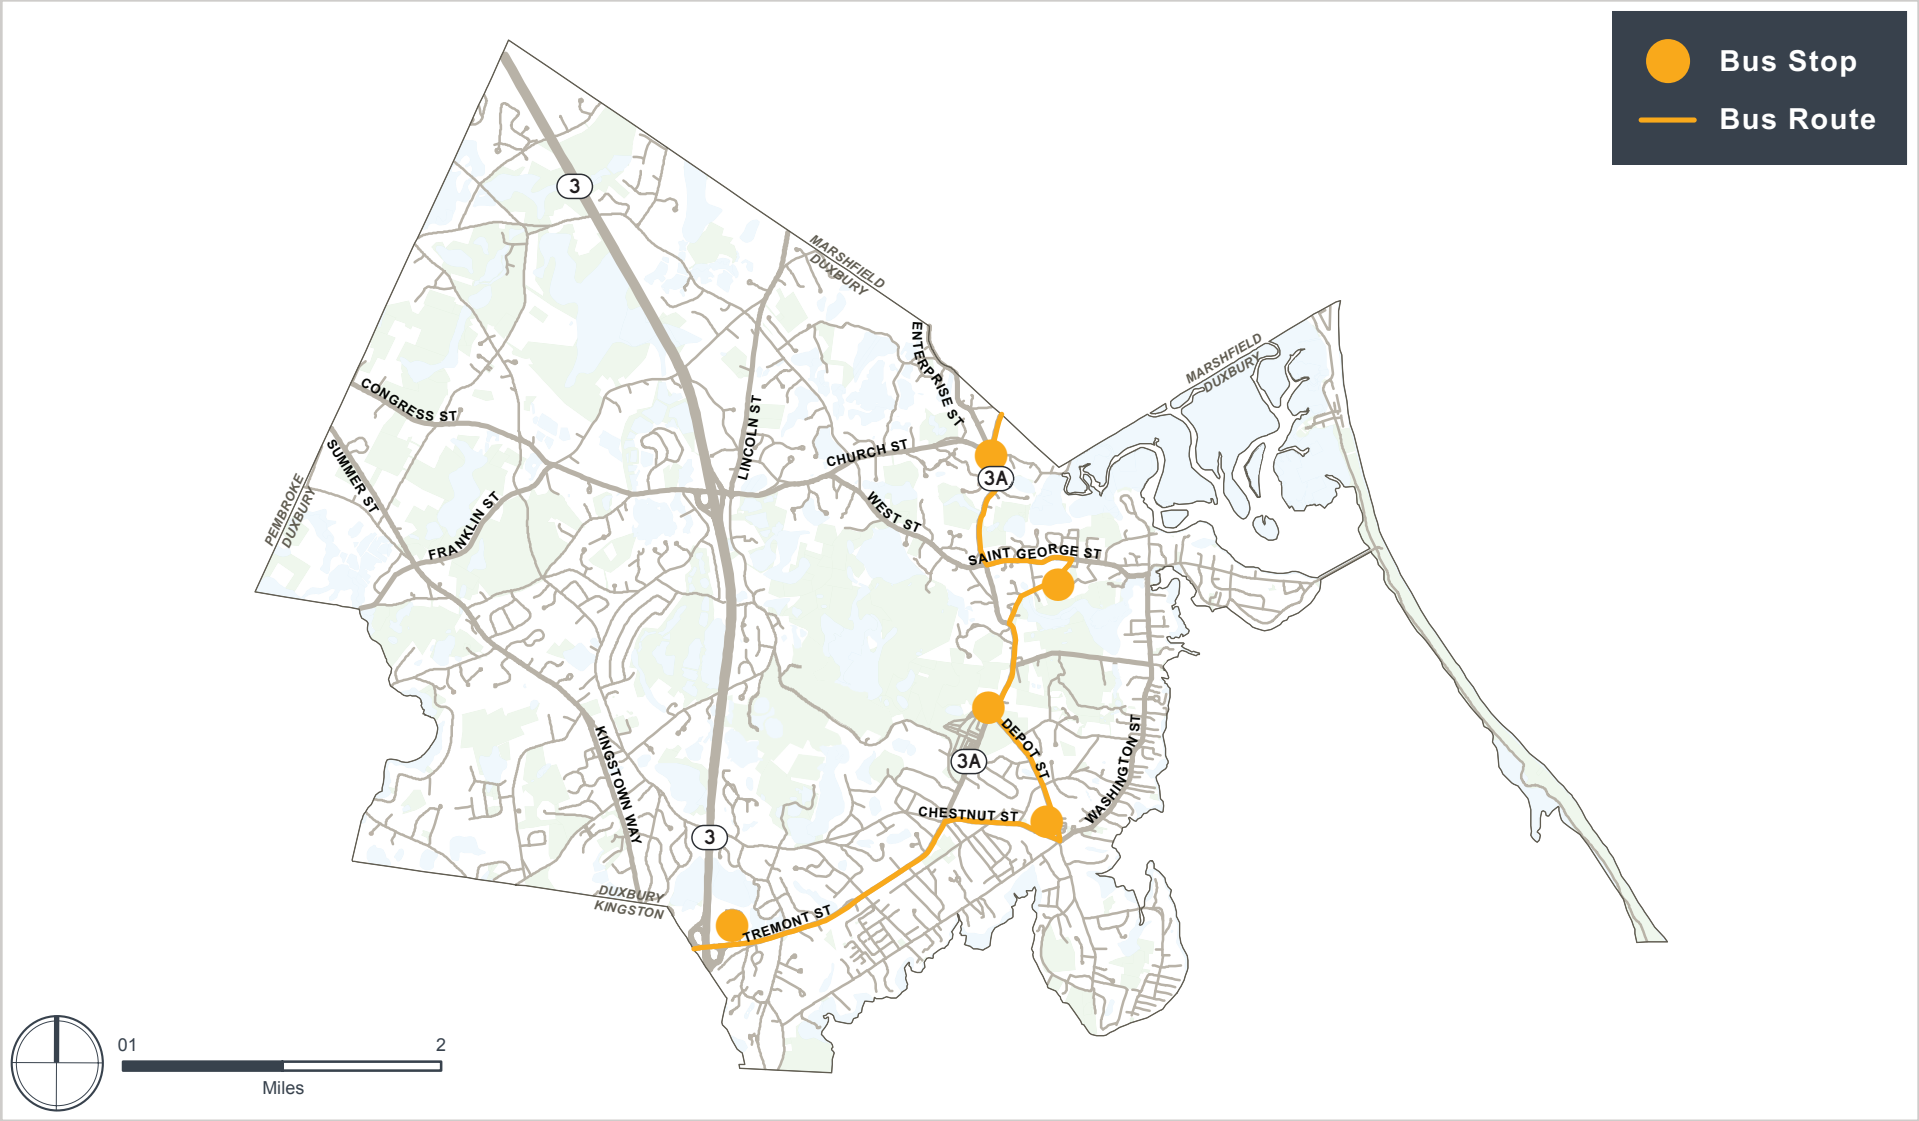 Bus Stop
Bus Route
3
MARSHFIELD
DUXBURY
ENTERPRISE ST
MARSHFIELD
DUXBURY
CONGRESS ST
LINCOLN ST
SUMMER ST
CHURCH ST
3A
PEMBROKE
DUXBURY
FRANKLIN ST
WEST ST
SAINT GEORGE ST
KINGSTOWN WAY
DEPOT ST
WASHINGTON ST
3A
CHESTNUT ST
3
DUXBURY
KINGSTON
TREMONT ST
01 2
Miles